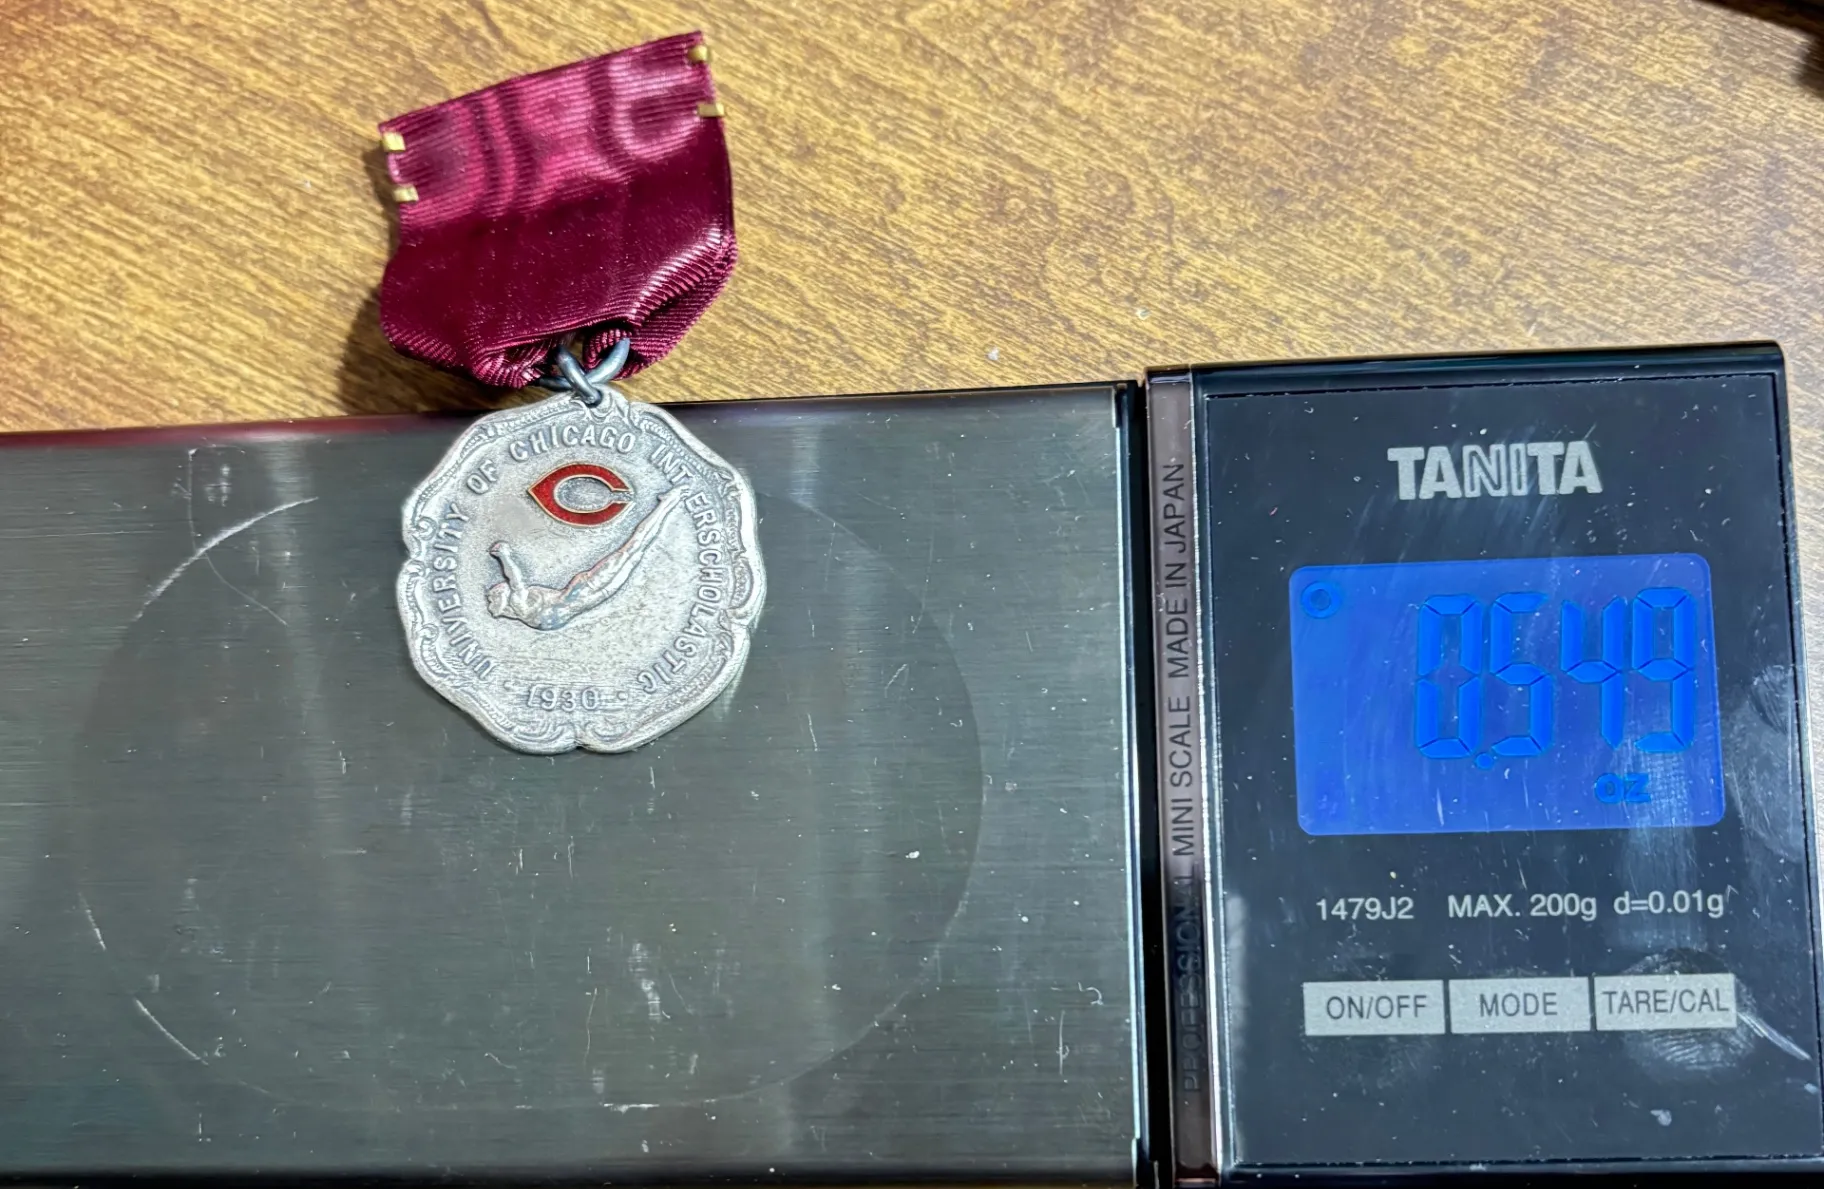 UNIVERSITY OF CHICAGO INTERSCHOLASTIC
C
1930
PROFESSIONAL MINI SCALE MADE IN JAPAN
TANITA
0.549
oz
1479J2 MAX. 200g d=0.01g
ON/OFF MODE TARE/CAL